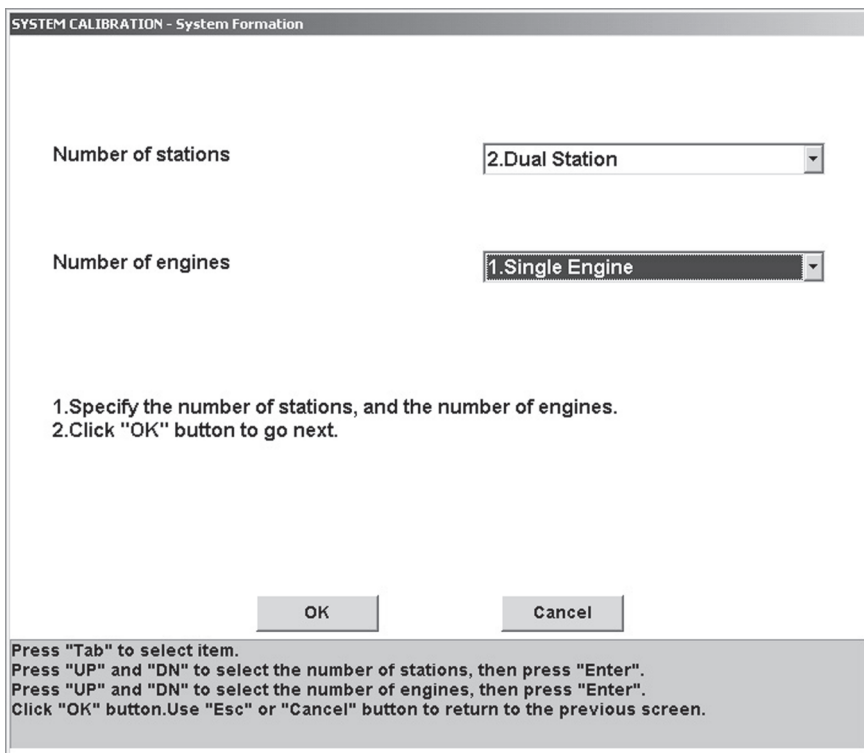 SYSTEM CALIBRATION - System Formation
Number of stations
2.Dual Station
Number of engines
1.Single Engine
1.Specify the number of stations, and the number of engines.
2.Click "OK" button to go next.
OK
Cancel
Press "Tab" to select item.
Press "UP" and "DN" to select the number of stations, then press "Enter".
Press "UP" and "DN" to select the number of engines, then press "Enter".
Click "OK" button.Use "Esc" or "Cancel" button to return to the previous screen.